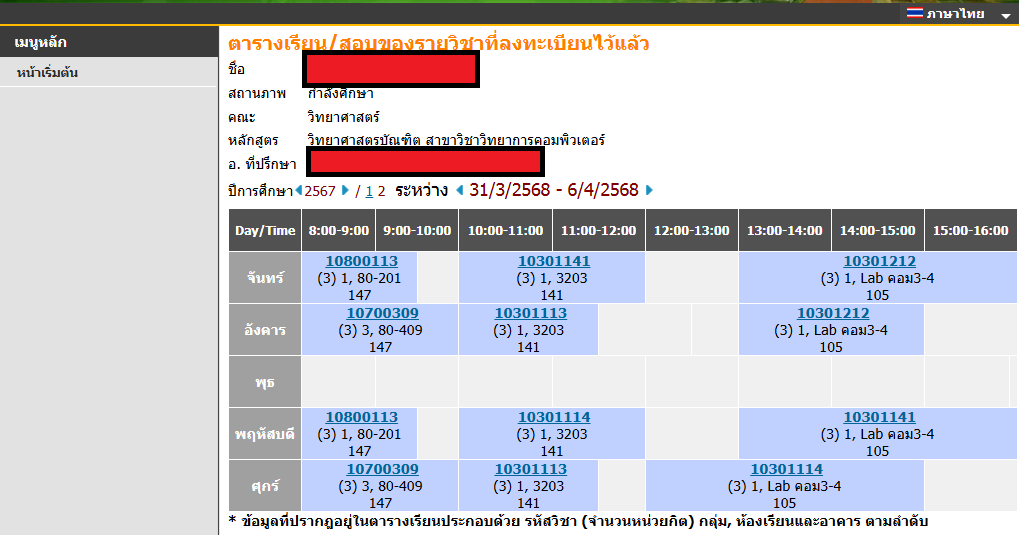 ภาษาไทย
เมนูหลัก
หน้าเริ่มต้น
ตารางเรียน/สอบของรายวิชาที่ลงทะเบียนไว้แล้ว
ชื่อ
สถานภาพ กำลังศึกษา
คณะ วิทยาศาสตร์
หลักสูตร วิทยาศาสตรบัณฑิต สาขาวิชาวิทยาการคอมพิวเตอร์
อ. ที่ปรึกษา
ปีการศึกษา 2567 / 1 2 ระหว่าง 31/3/2568 - 6/4/2568
Day/Time 8:00-9:00 9:00-10:00 10:00-11:00 11:00-12:00 12:00-13:00 13:00-14:00 14:00-15:00 15:00-16:00
จันทร์
10800113 10301141 10301212
(3) 1, 80-201 (3) 1, 3203 (3) 1, Lab คอม3-4
147 141 105
อังคาร
10700309 10301113 10301212
(3) 3, 80-409 (3) 1, 3203 (3) 1, Lab คอม3-4
147 141 105
พุธ
พฤหัสบดี
10800113 10301114 10301141
(3) 1, 80-201 (3) 1, 3203 (3) 1, Lab คอม3-4
147 141 105
ศุกร์
10700309 10301113 10301114
(3) 3, 80-409 (3) 1, 3203 (3) 1, Lab คอม3-4
147 141 105
* ข้อมูลที่ปรากฏอยู่ในตารางเรียนประกอบด้วย รหัสวิชา (จำนวนหน่วยกิต) กลุ่ม, ห้องเรียนและอาคาร ตามลำดับ